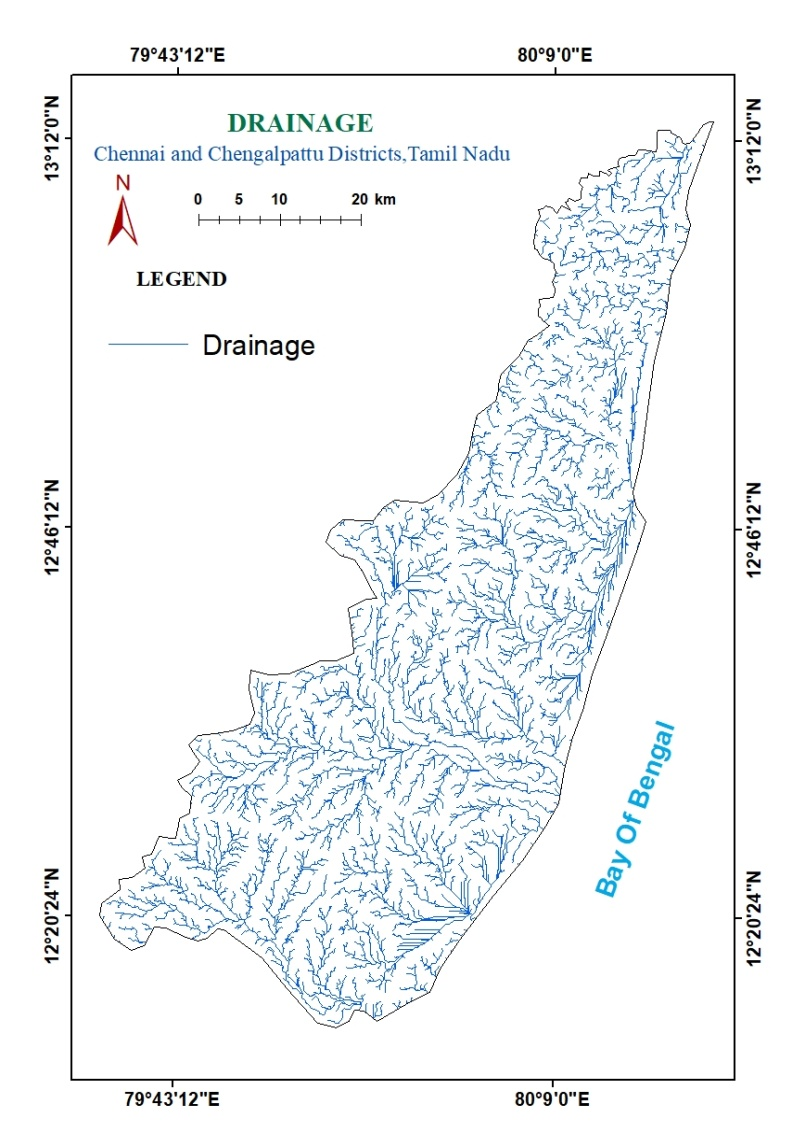 79°43'12"E 80°9'0"E
13°12'0"N 13°12'0"N
DRAINAGE
Chennai and Chengalpattu Districts,Tamil Nadu
N
0 5 10 20 km
LEGEND
Drainage
12°46'12"N 12°46'12"N
Bay Of Bengal
12°20'24"N 12°20'24"N
79°43'12"E 80°9'0"E